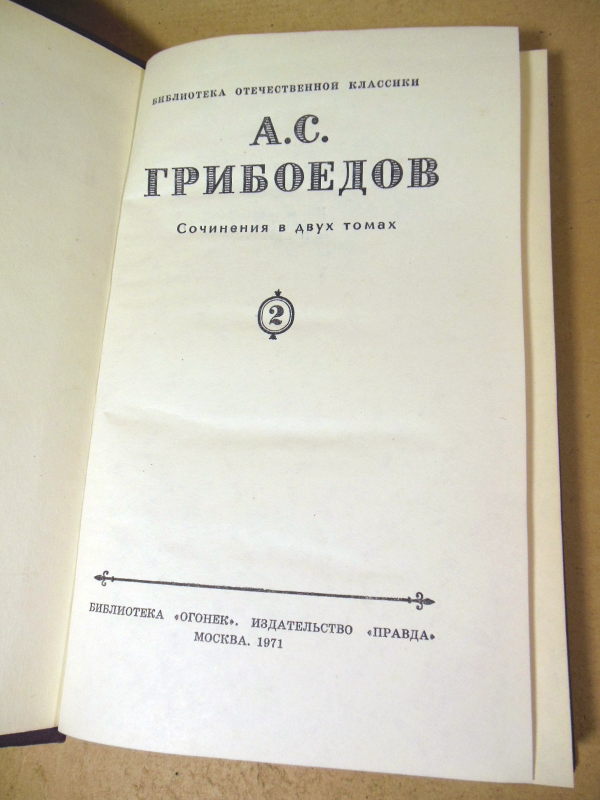 БИБЛИОТЕКА ОТЕЧЕСТВЕННОЙ КЛАССИКИ
А.С.
ГРИБОЕДОВ
Сочинения в двух томах
2
БИБЛИОТЕКА «ОГОНЕК». ИЗДАТЕЛЬСТВО «ПРАВДА»
МОСКВА. 1971